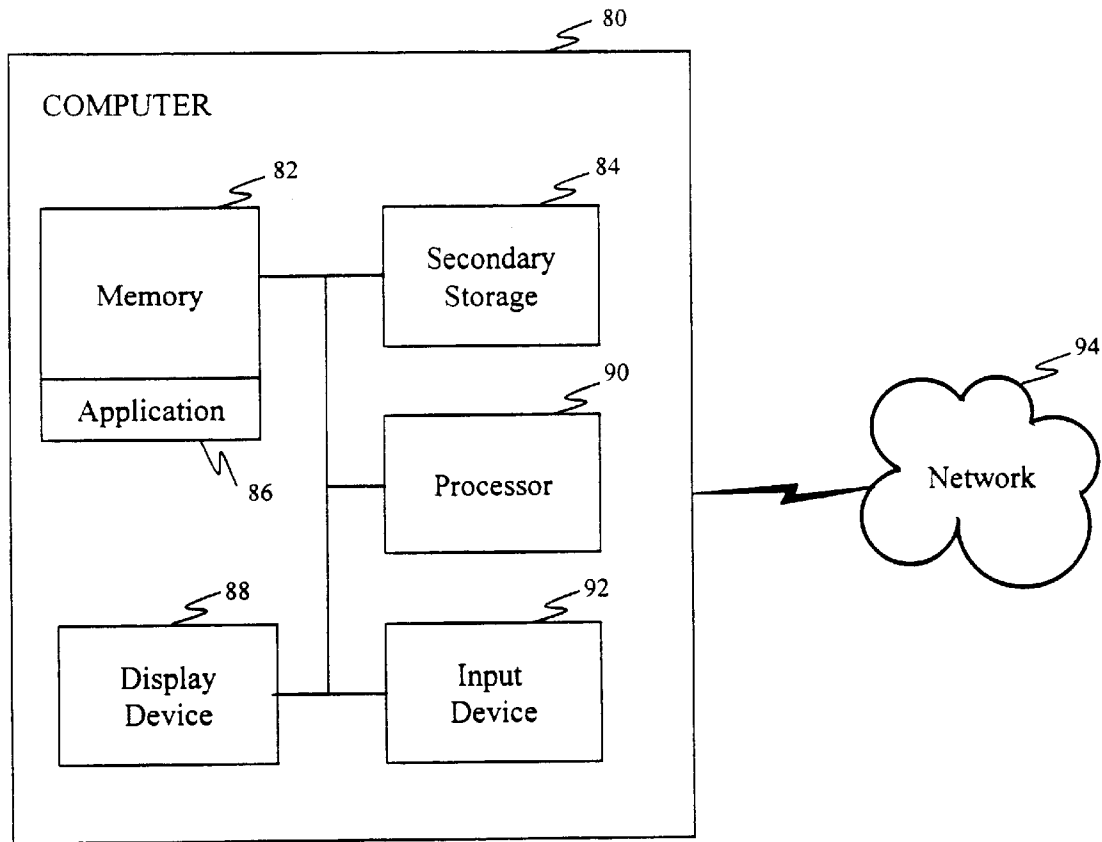 80
COMPUTER
82
84
Memory
Secondary
Storage
Application
86
90
Processor
94
Network
88
92
Display
Device
Input
Device